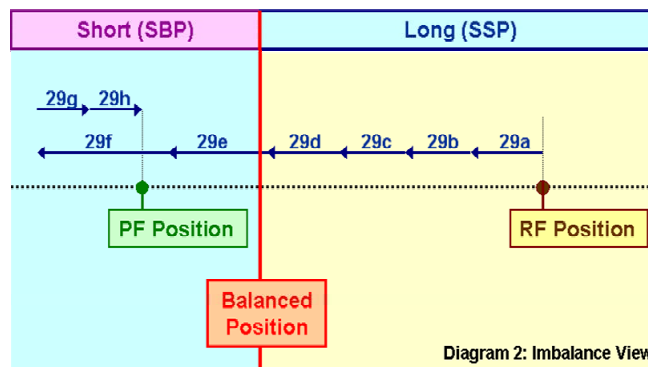 Short (SBP)
Long (SSP)
29g
29h
29f
29e
29d
29c
29b
29a
PF Position
RF Position
Balanced
Position
Diagram 2: Imbalance View